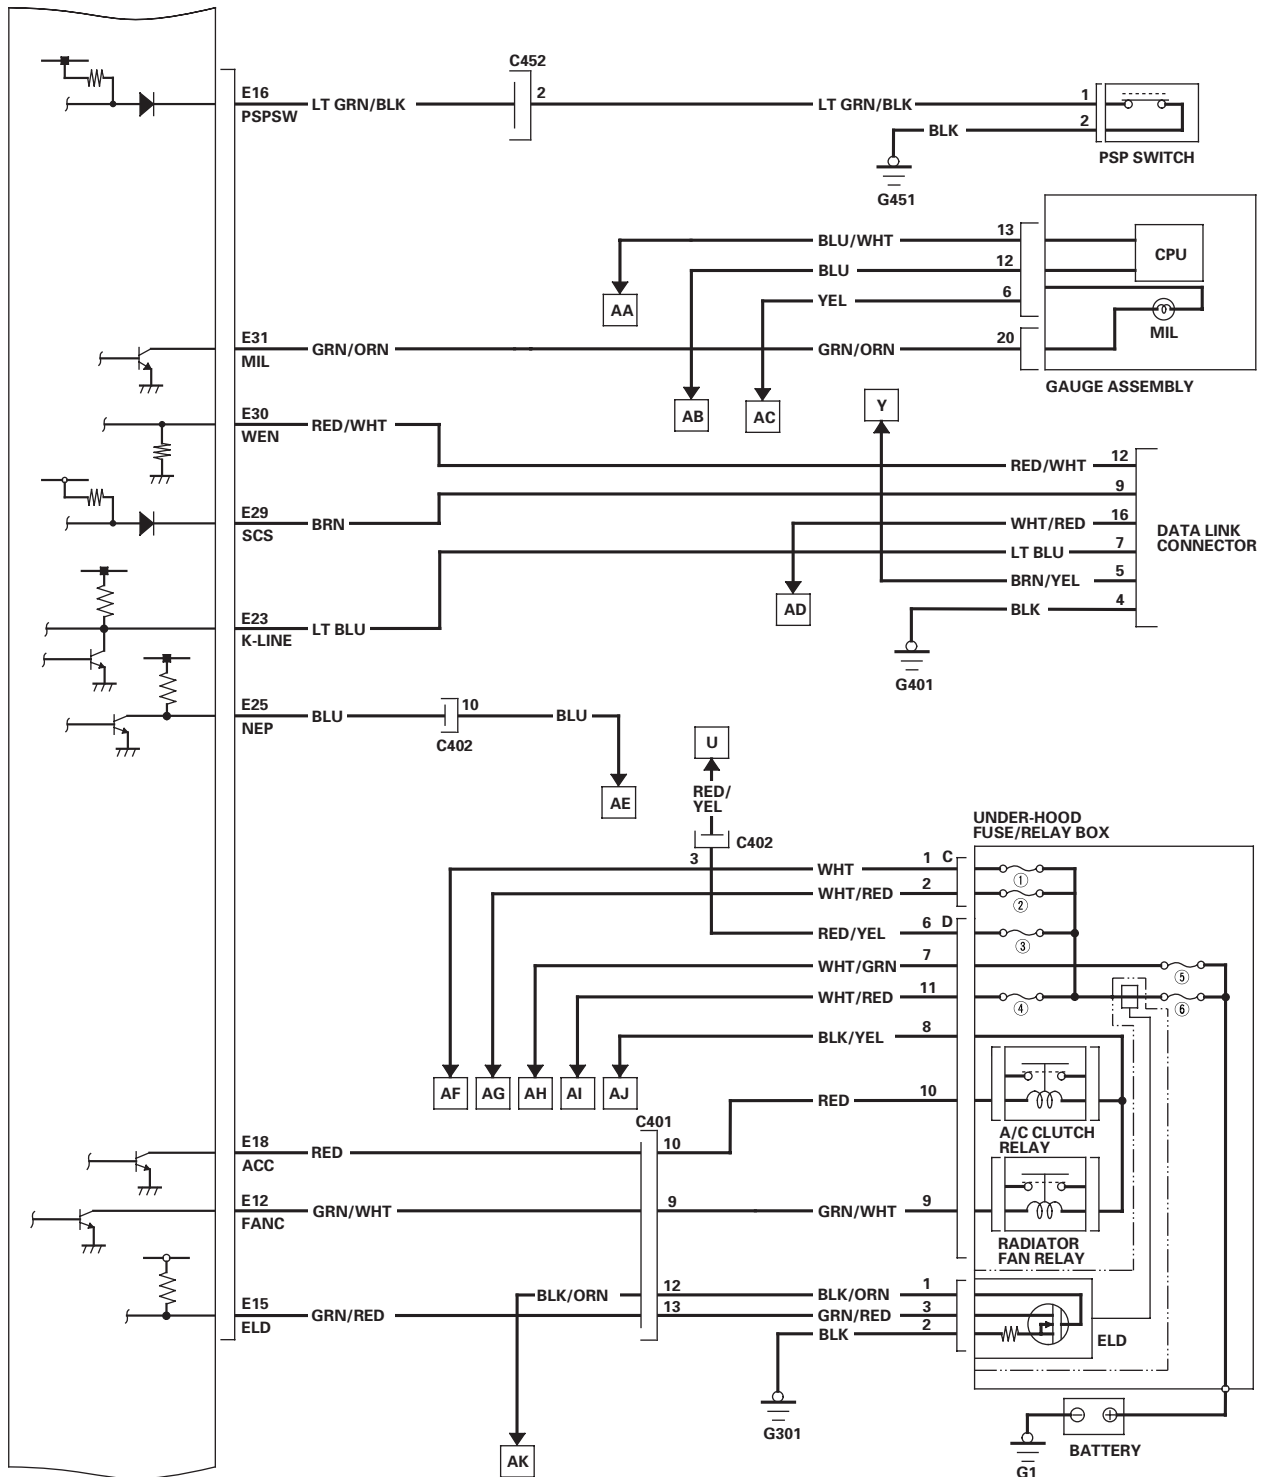 C452
E16
LT GRN/BLK
2
LT GRN/BLK
1
PSPSW
BLK
2
PSP SWITCH
G451
BLU/WHT
13
CPU
BLU
12
YEL
6
AA
MIL
E31
GRN/ORN
GRN/ORN
20
MIL
GAUGE ASSEMBLY
AB
AC
Y
E30
RED/WHT
WEN
RED/WHT
12
9
E29
BRN
SCS
WHT/RED
16
DATA LINK
CONNECTOR
LT BLU
7
BRN/YEL
5
AD
BLK
4
E23
LT BLU
K-LINE
G401
E25
BLU
10
BLU
NEP
C402
U
AE
RED/
YEL
UNDER-HOOD
FUSE/RELAY BOX
C402
3
WHT
1
C
①
WHT/RED
2
②
RED/YEL
6
D
③
WHT/GRN
7
⑤
WHT/RED
11
④
⑥
BLK/YEL
8
AF
AG
AH
AI
AJ
RED
10
C401
A/C CLUTCH
RELAY
E18
RED
10
ACC
E12
GRN/WHT
9
GRN/WHT
9
FANC
RADIATOR
FAN RELAY
BLK/ORN
12
BLK/ORN
1
E15
GRN/RED
13
GRN/RED
3
ELD
BLK
2
ELD
G301
BATTERY
AK
G1